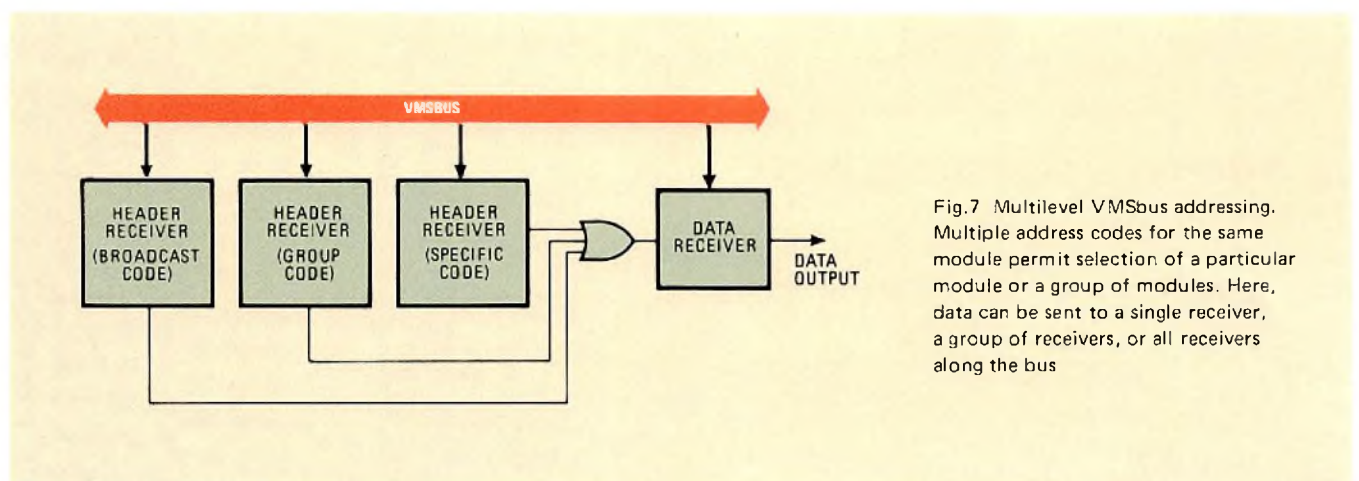 VMSBUS
HEADER
RECEIVER
(BROADCAST
CODE)
HEADER
RECEIVER
(GROUP
CODE)
HEADER
RECEIVER
(SPECIFIC
CODE)
DATA
RECEIVER
DATA
OUTPUT
Fig.7 Multilevel VMSbus addressing.
Multiple address codes for the same
module permit selection of a particular
module or a group of modules. Here,
data can be sent to a single receiver,
a group of receivers, or all receivers
along the bus